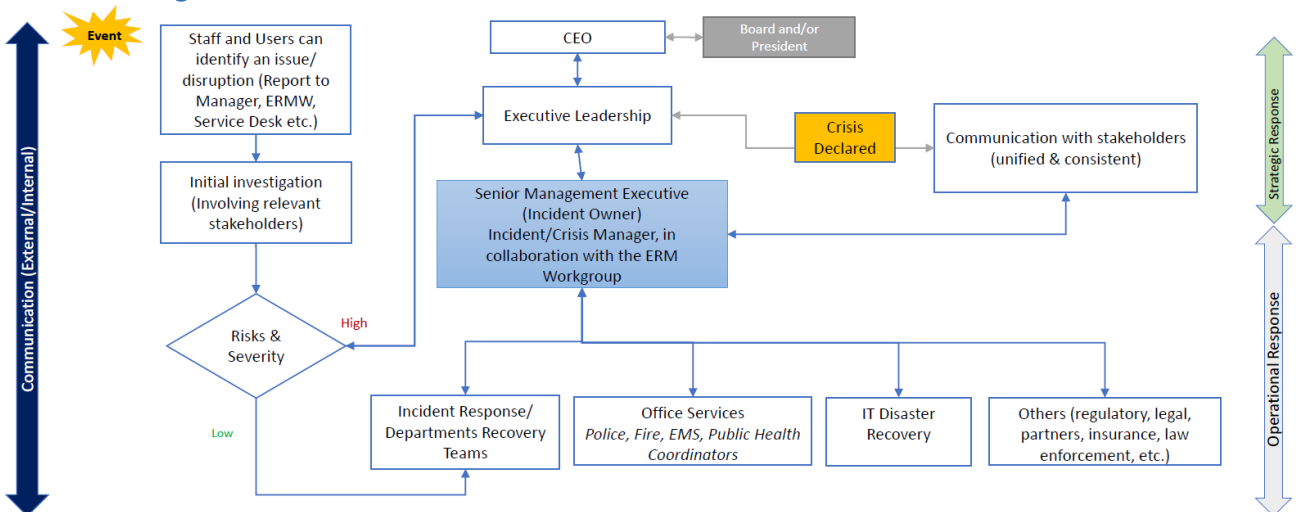 Event
Staff and Users can
identify an issue/
disruption (Report to
Manager, ERMW,
Service Desk etc.)
CEO
Board and/or
President
Executive Leadership
Crisis
Declared
Communication with stakeholders
(unified & consistent)
Initial investigation
(Involving relevant
stakeholders)
Senior Management Executive
(Incident Owner)
Incident/Crisis Manager, in
collaboration with the ERM
Workgroup
Risks &
Severity
High
Low
Incident Response/
Departments Recovery
Teams
Office Services
Police, Fire, EMS, Public Health
Coordinators
IT Disaster
Recovery
Others (regulatory, legal,
partners, insurance, law
enforcement, etc.)
Communication (External/Internal)
Strategic Response
Operational Response